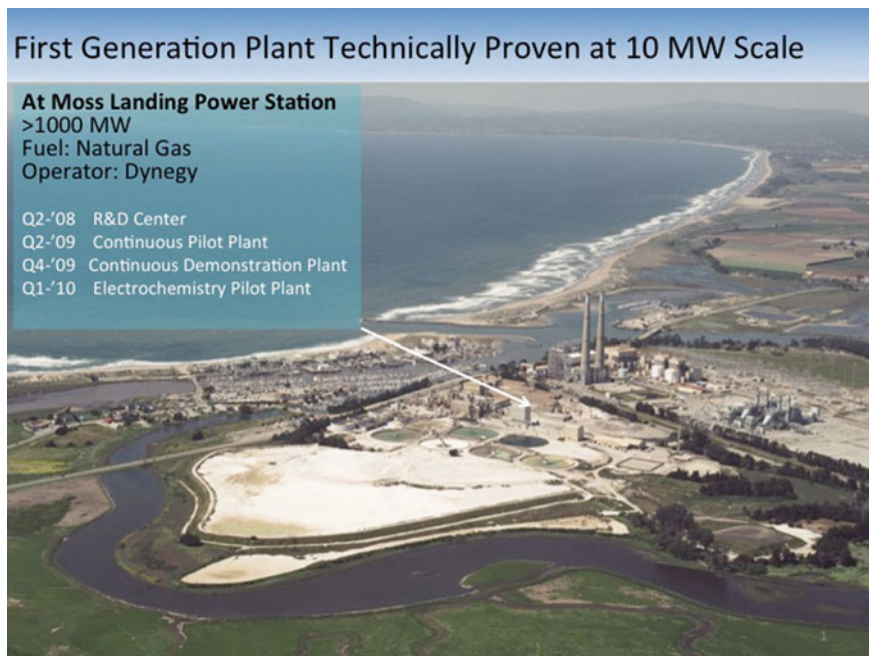 First Generation Plant Technically Proven at 10 MW Scale
At Moss Landing Power Station
>1000 MW
Fuel: Natural Gas
Operator: Dynegy
Q2-'08 R&D Center
Q2-'09 Continuous Pilot Plant
Q4-'09 Continuous Demonstration Plant
Q1-'10 Electrochemistry Pilot Plant
1